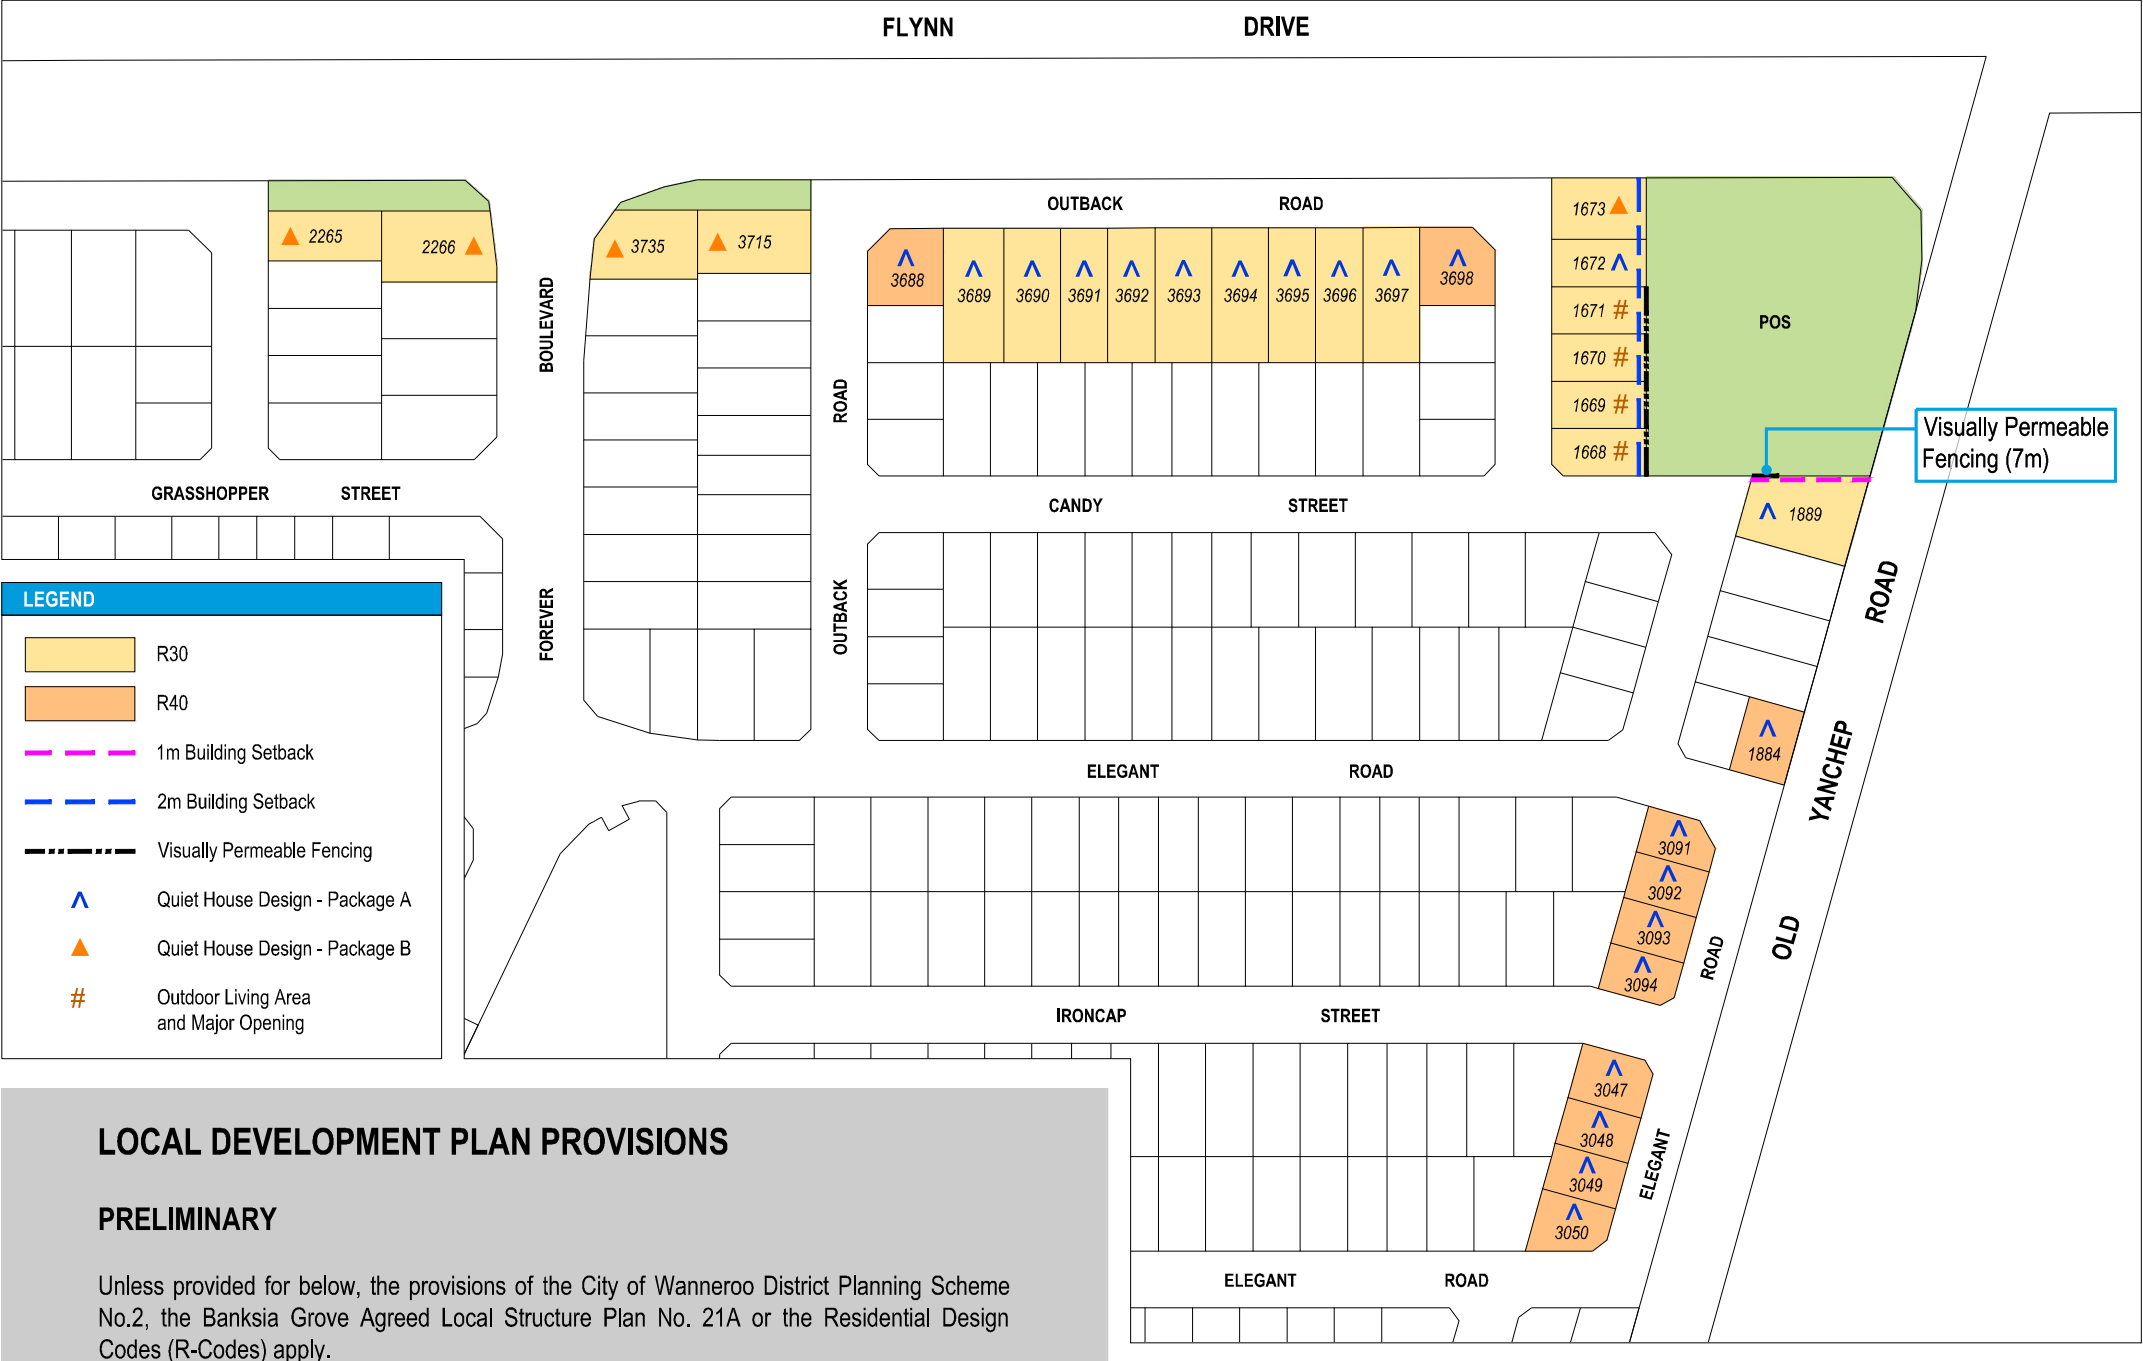 FLYNN DRIVE
OUTBACK ROAD
2265
2266
3735
3715
3688
3689
3690
3691
3692
3693
3694
3695
3696
3697
3698
1673
1672
1671 #
1670 #
1669 #
1668 #
POS
Visually Permeable
Fencing (7m)
1889
FOREVER BOULEVARD
OUTBACK ROAD
GRASSHOPPER STREET
CANDY STREET
1884
OLD YANCHEP ROAD
ELEGANT ROAD
3091
3092
3093
3094
ELEGANT ROAD
IRONCAP STREET
3047
3048
3049
3050
ELEGANT ROAD
LEGEND
R30
R40
1m Building Setback
2m Building Setback
Visually Permeable Fencing
Quiet House Design - Package A
Quiet House Design - Package B
# Outdoor Living Area
and Major Opening
LOCAL DEVELOPMENT PLAN PROVISIONS
PRELIMINARY
Unless provided for below, the provisions of the City of Wanneroo District Planning Scheme
No.2, the Banksia Grove Agreed Local Structure Plan No. 21A or the Residential Design
Codes (R-Codes) apply.